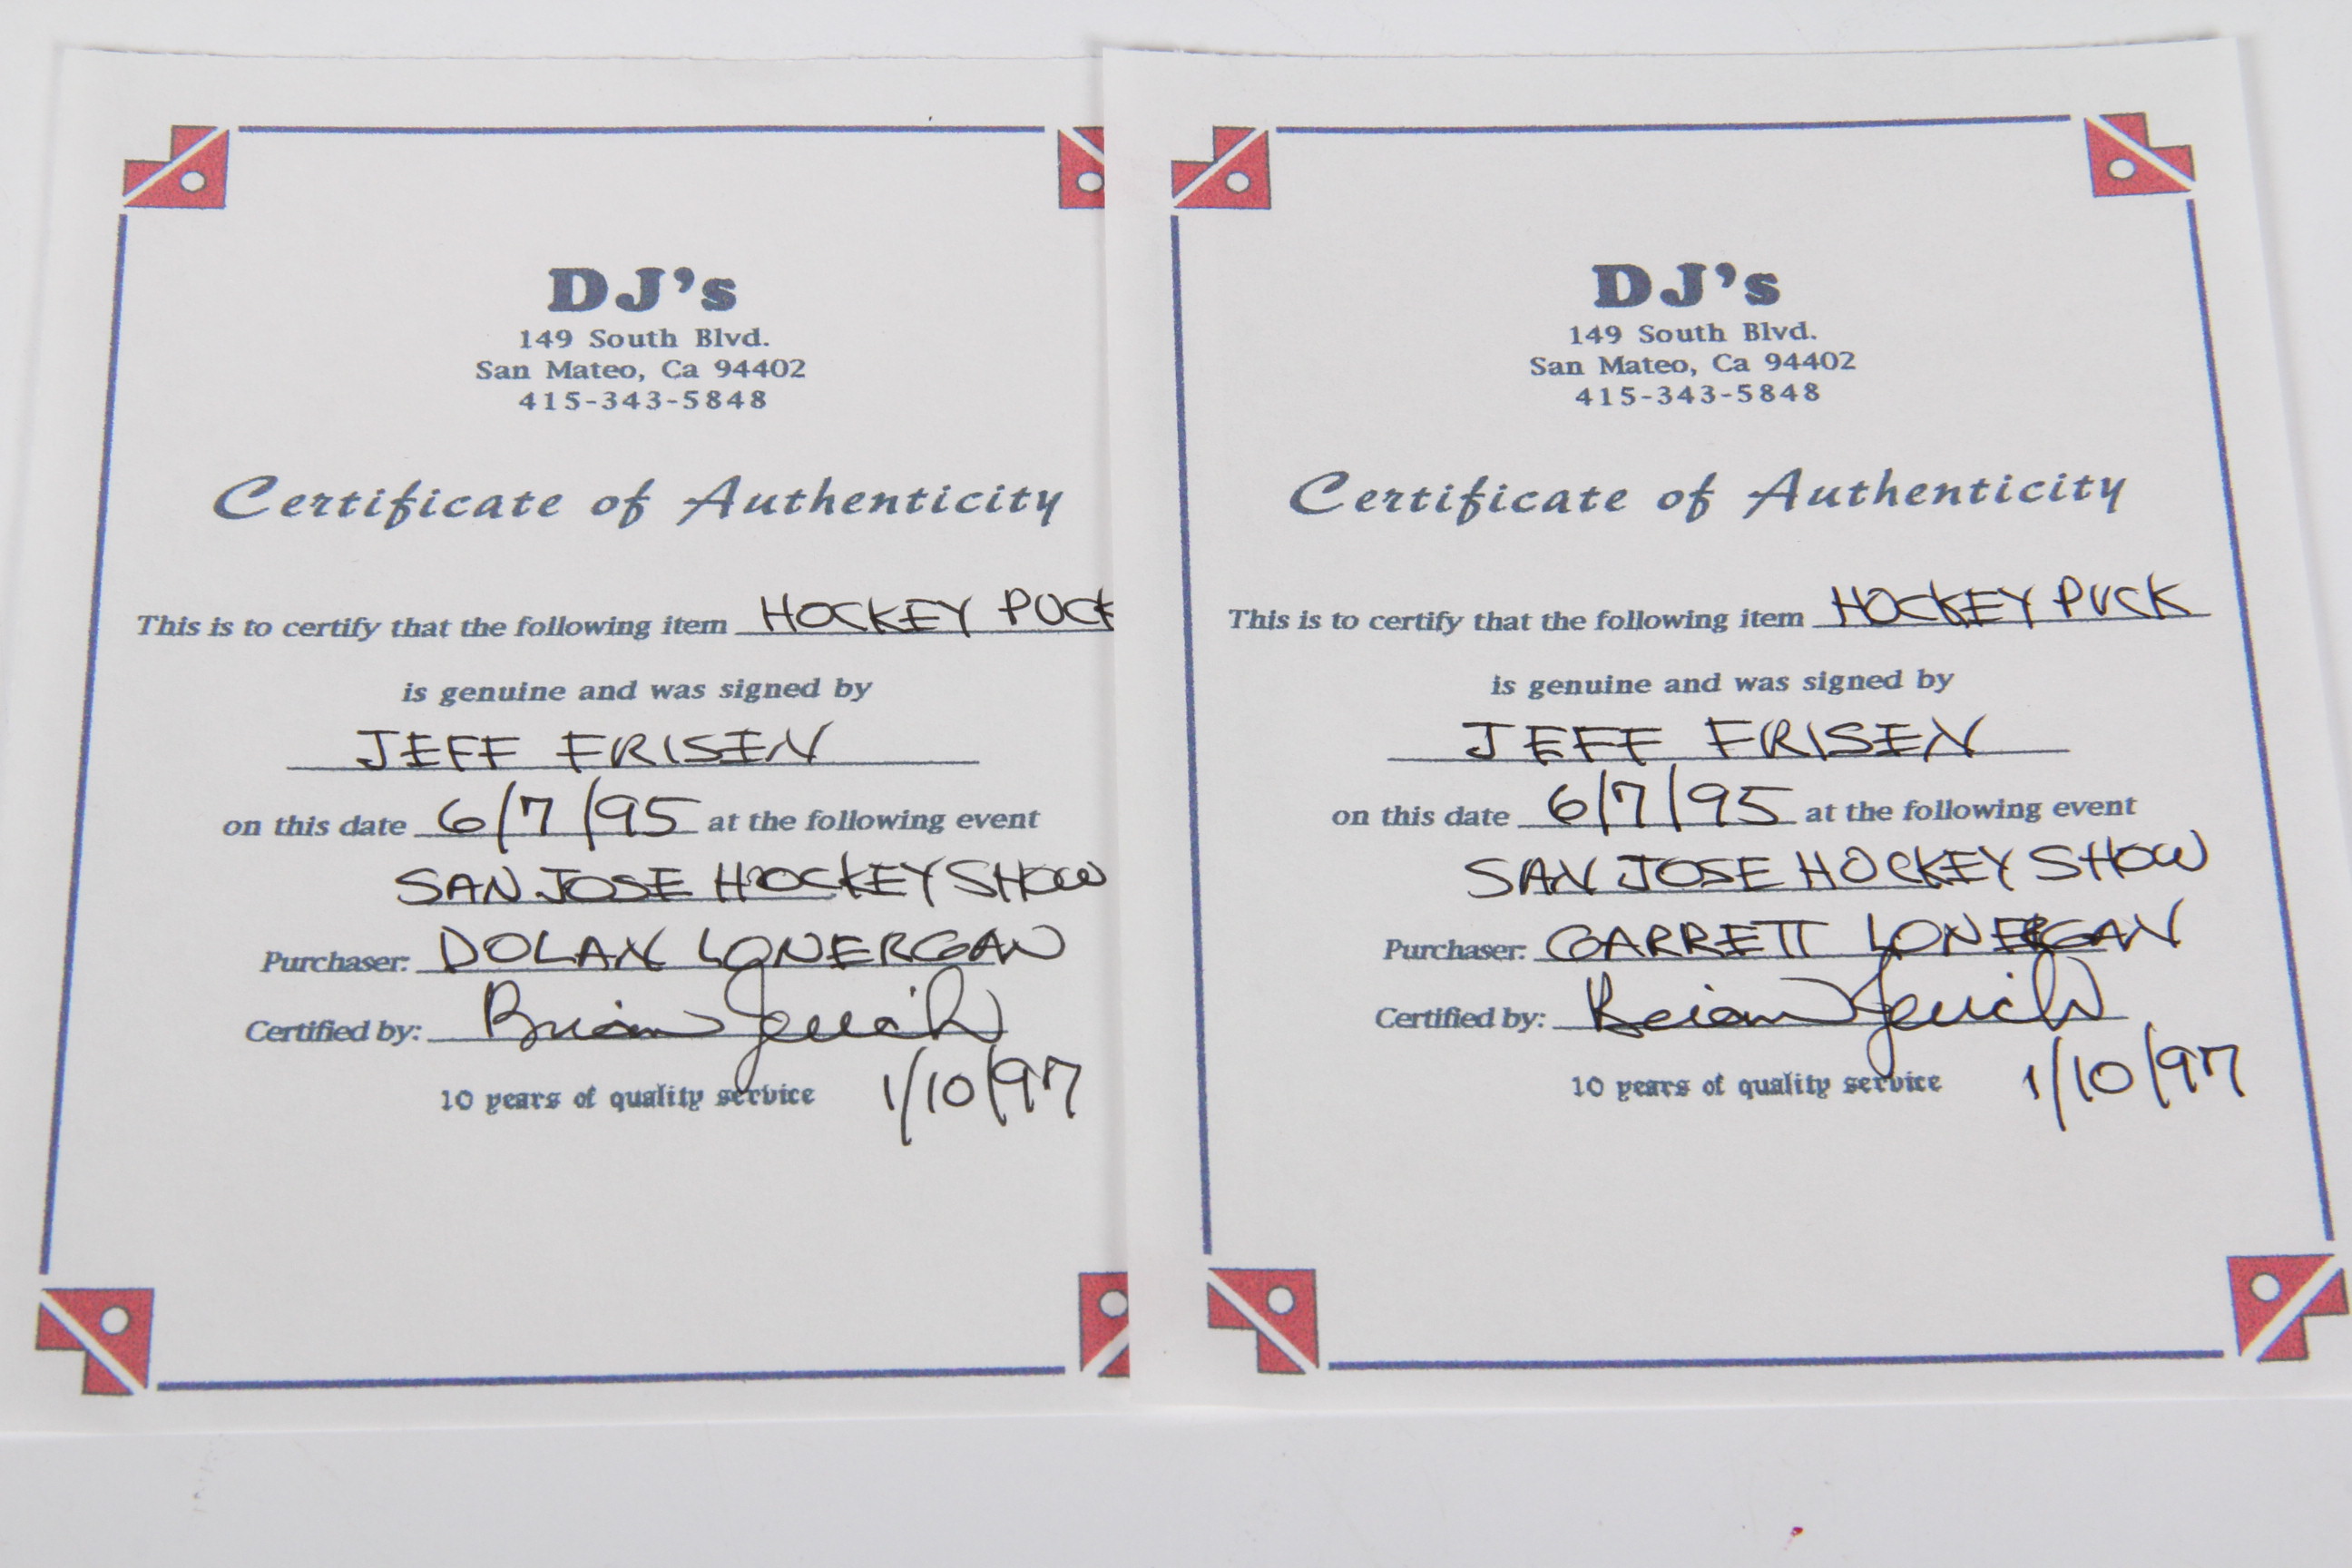 DJ's
149 South Blvd.
San Mateo, Ca 94402
415-343-5848
Certificate of Authenticity
This is to certify that the following item HOCKEY PUCK
is genuine and was signed by
JEFF FRISEN
on this date 6/7/95 at the following event
SAN JOSE HOCKEY SHOW
Purchaser: DOLAN LONERGAN
Certified by: Brian
10 years of quality service 1/10/97
DJ's
149 South Blvd.
San Mateo, Ca 94402
415-343-5848
Certificate of Authenticity
This is to certify that the following item HOCKEY PUCK
is genuine and was signed by
JEFF FRISEN
on this date 6/7/95 at the following event
SAN JOSE HOCKEY SHOW
Purchaser: GARRETT LONERGAN
Certified by: Brian
10 years of quality service 1/10/97